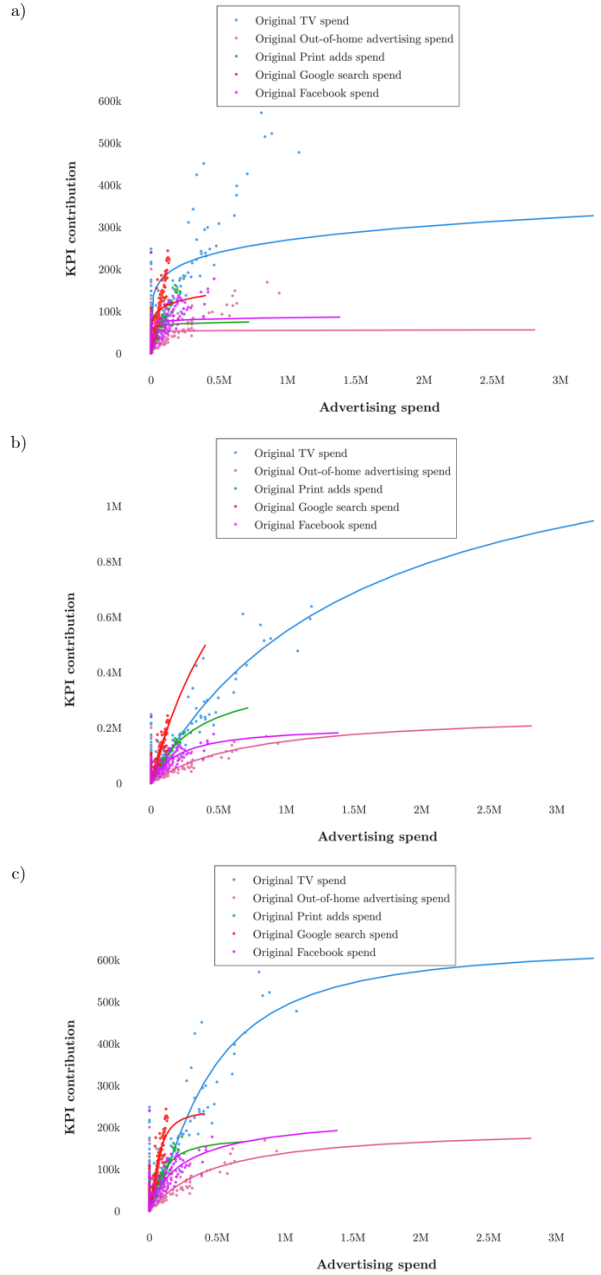 a)
Original TV spend
Original Out-of-home advertising spend
Original Print adds spend
Original Google search spend
Original Facebook spend
600k
500k
400k
300k
200k
100k
0
KPI contribution
0 0.5M 1M 1.5M 2M 2.5M 3M
Advertising spend
b)
Original TV spend
Original Out-of-home advertising spend
Original Print adds spend
Original Google search spend
Original Facebook spend
1M
0.8M
0.6M
0.4M
0.2M
0
KPI contribution
0 0.5M 1M 1.5M 2M 2.5M 3M
Advertising spend
c)
Original TV spend
Original Out-of-home advertising spend
Original Print adds spend
Original Google search spend
Original Facebook spend
600k
500k
400k
300k
200k
100k
0
KPI contribution
0 0.5M 1M 1.5M 2M 2.5M 3M
Advertising spend